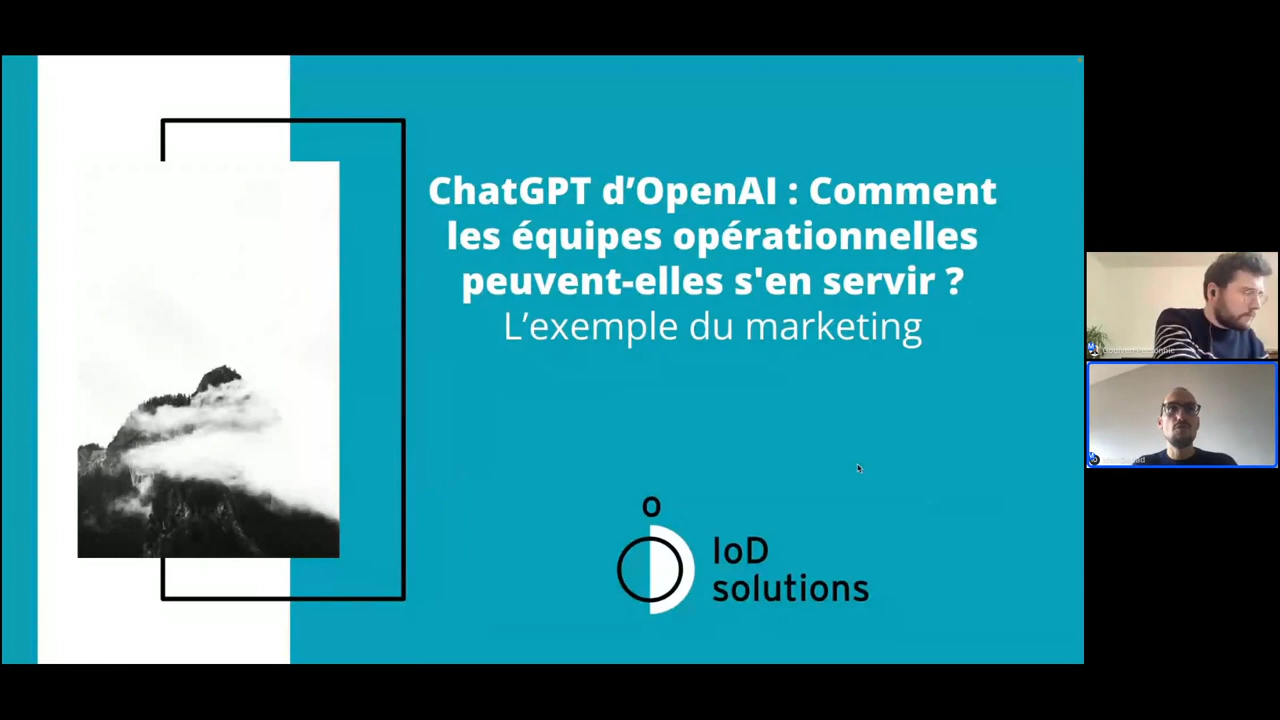 ChatGPT d’OpenAI : Comment
les équipes opérationnelles
peuvent-elles s'en servir ?
L’exemple du marketing
IoD
solutions